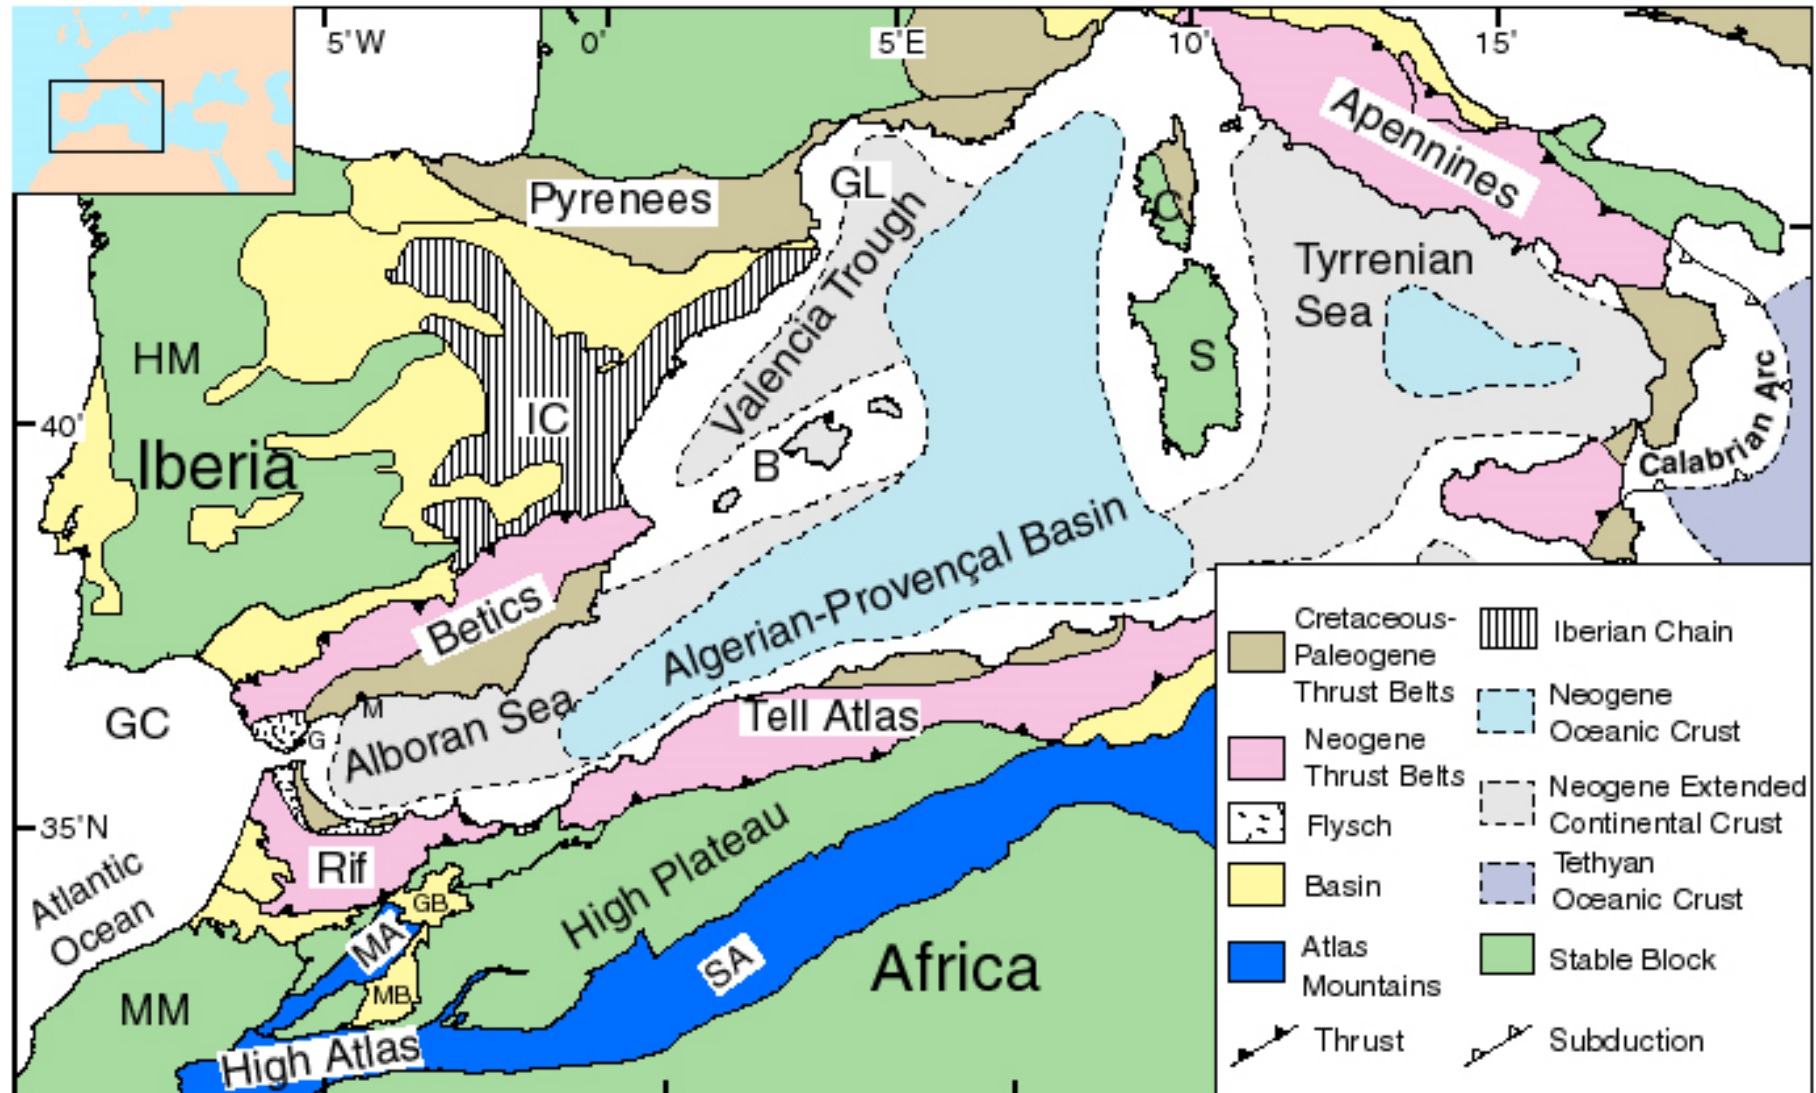 5°W
0°
5°E
10°
15°
Apennines
Pyrenees
GL
C
Valencia Trough
Tyrrenian
Sea
HM
S
IC
40°
Iberia
B
Calabrian Arc
Algerian-Provençal Basin
Betics
M
GC
G
Alboran Sea
Tell Atlas
35°N
Rif
High Plateau
Atlantic
Ocean
GB
MA
SA
Africa
MB
MM
High Atlas
Cretaceous-
Paleogene
Thrust Belts
Neogene
Thrust Belts
Flysch
Basin
Atlas
Mountains
Thrust
Iberian Chain
Neogene
Oceanic Crust
Neogene Extended
Continental Crust
Tethyan
Oceanic Crust
Stable Block
Subduction